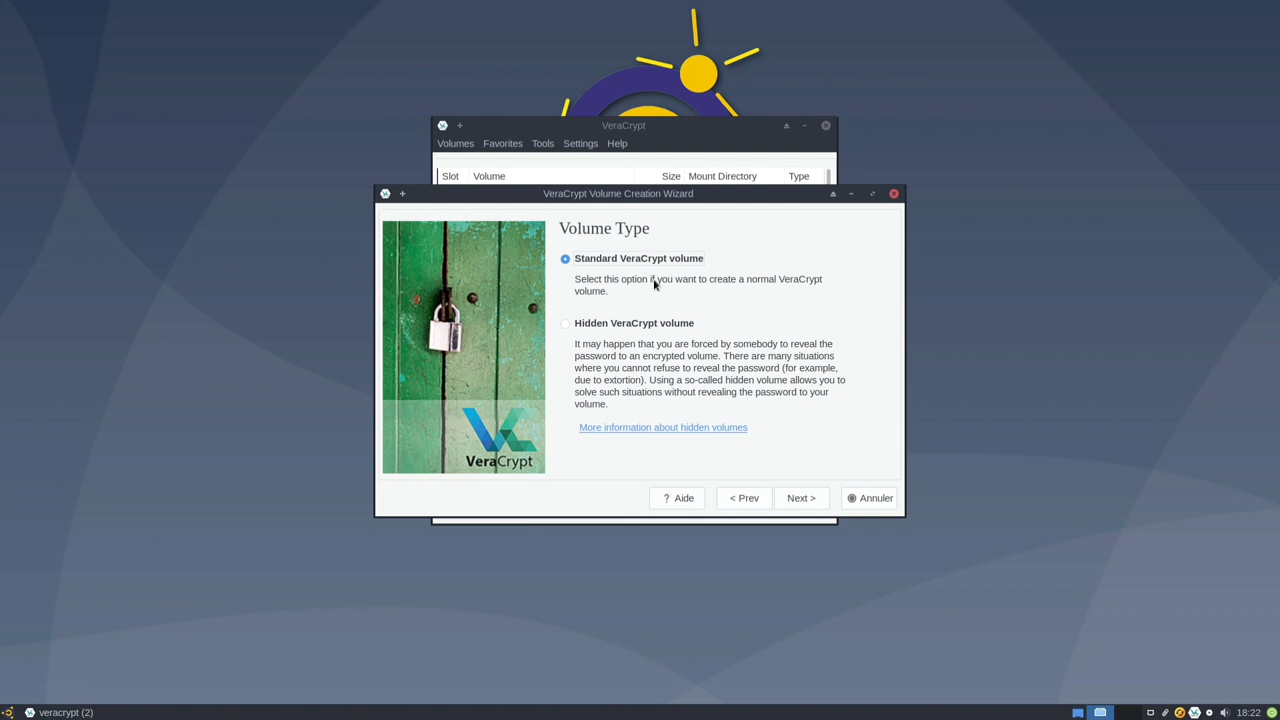 VeraCrypt
Volumes Favorites Tools Settings Help
Slot Volume Size Mount Directory Type
VeraCrypt Volume Creation Wizard
Volume Type
Standard VeraCrypt volume
Select this option if you want to create a normal VeraCrypt
volume.
Hidden VeraCrypt volume
It may happen that you are forced by somebody to reveal the
password to an encrypted volume. There are many situations
where you cannot refuse to reveal the password (for example,
due to extortion). Using a so-called hidden volume allows you to
solve such situations without revealing the password to your
volume.
More information about hidden volumes
VeraCrypt
? Aide < Prev Next > Annuler
veracrypt (2) 18:22